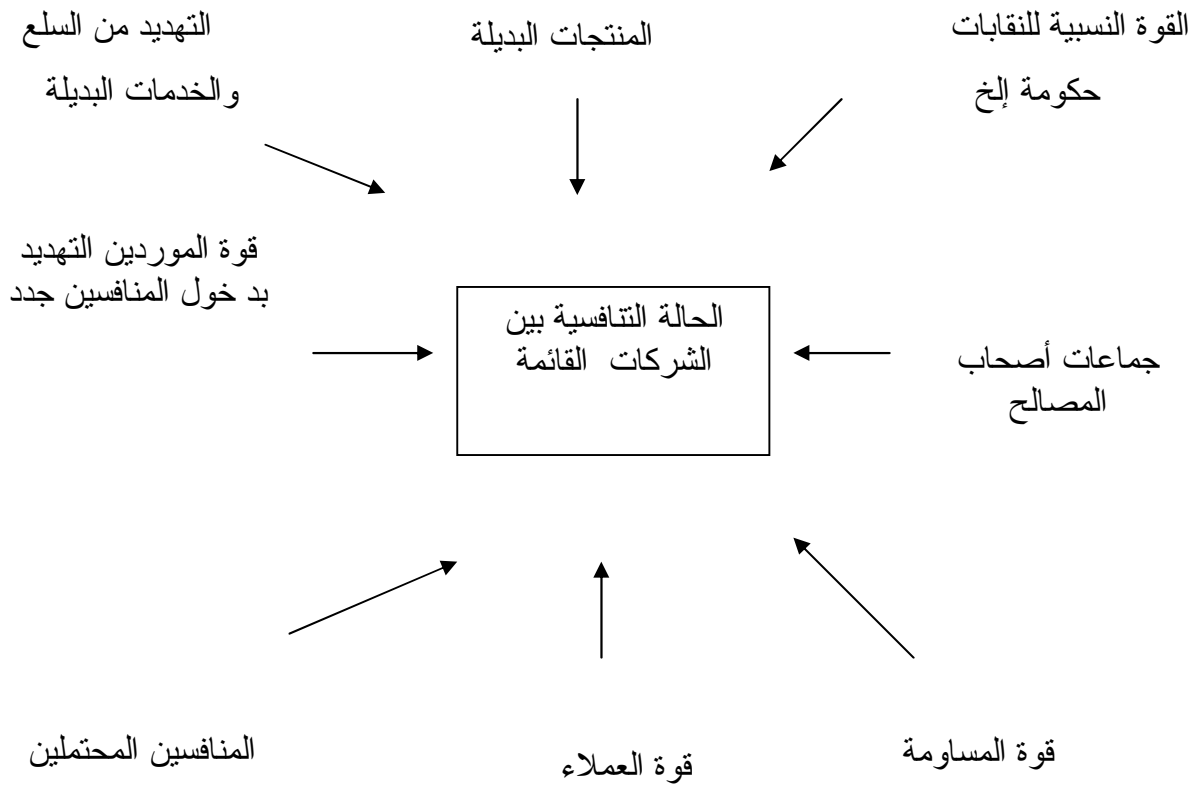 القوة النسبية للنقابات
حكومة إلخ
المنتجات البديلة
التهديد من السلع
والخدمات البديلة
قوة الموردين التهديد
بد خول المنافسين جدد
الحالة التنافسية بين
الشركات القائمة
جماعات أصحاب
المصالح
قوة المساومة
قوة العملاء
المنافسين المحتملين